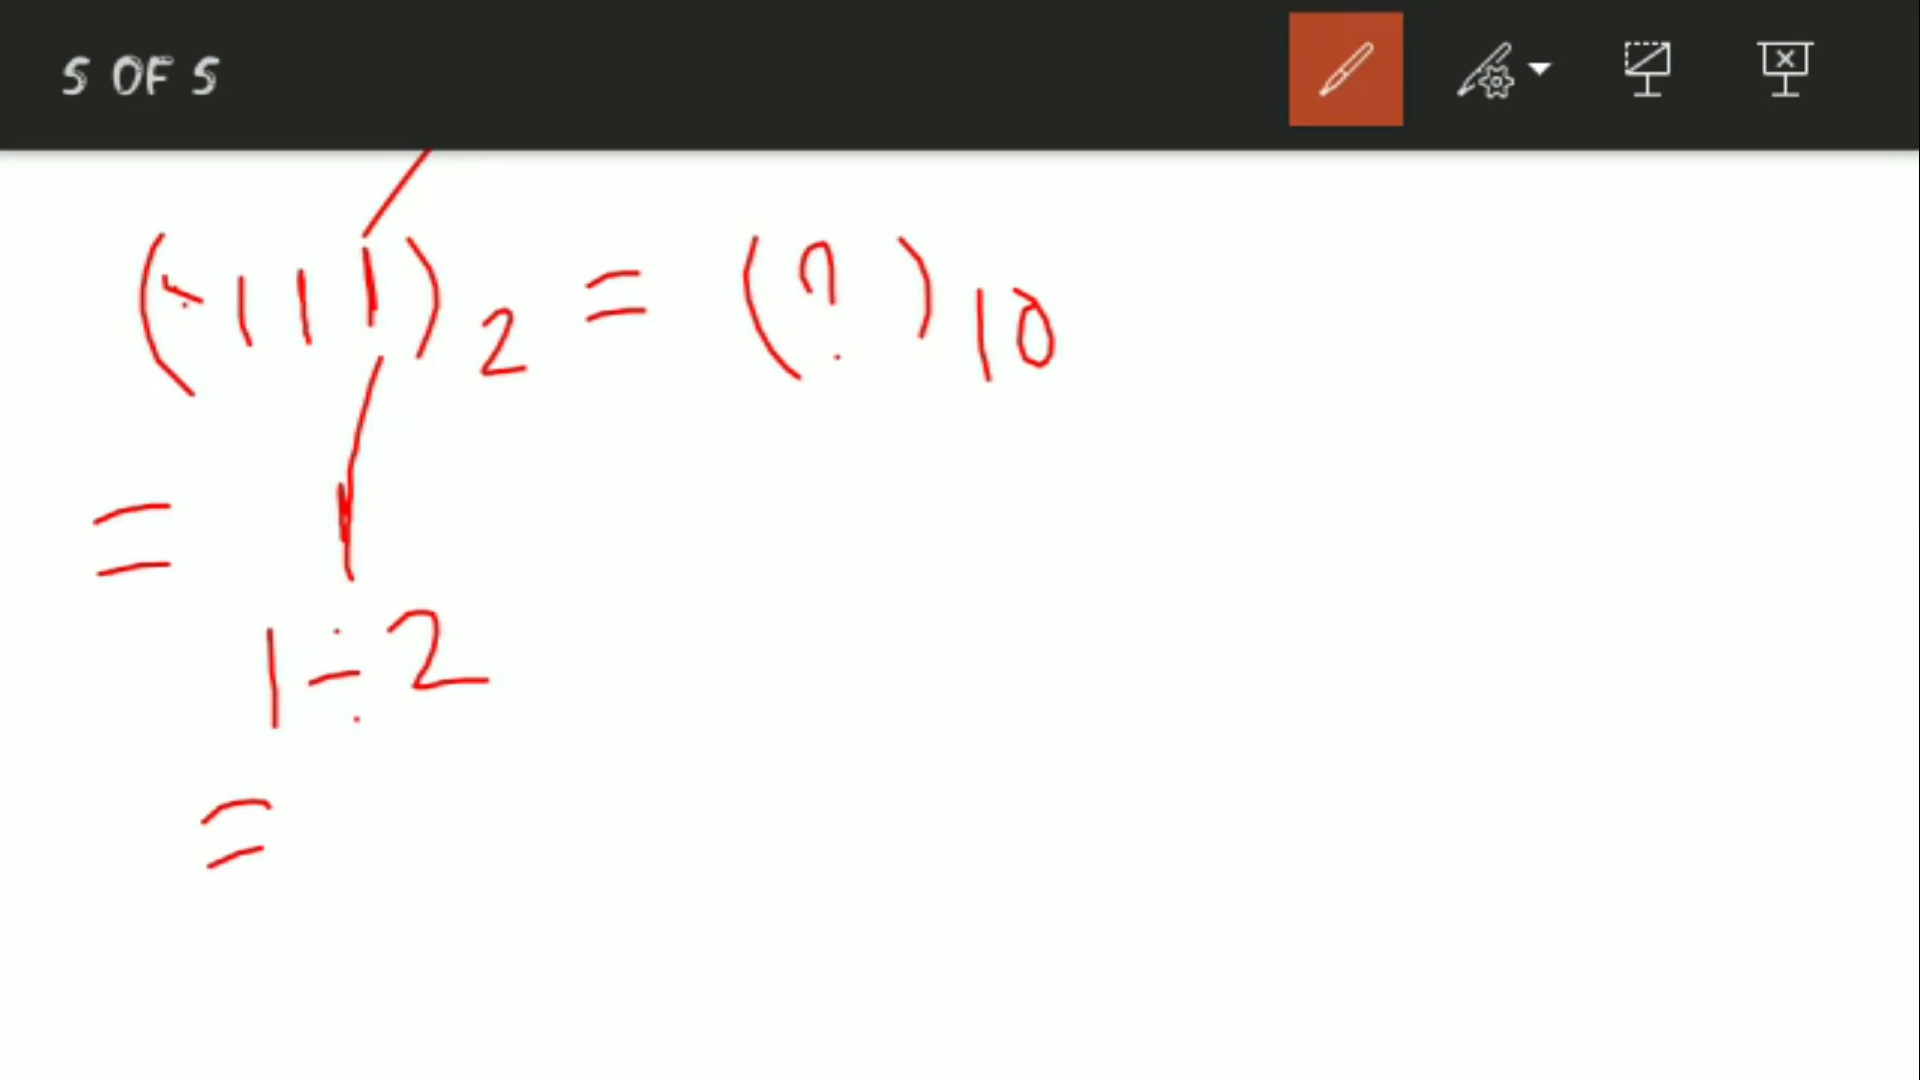 5 OF 5
(.111)2 = (?)10
=
1 ÷ 2
=